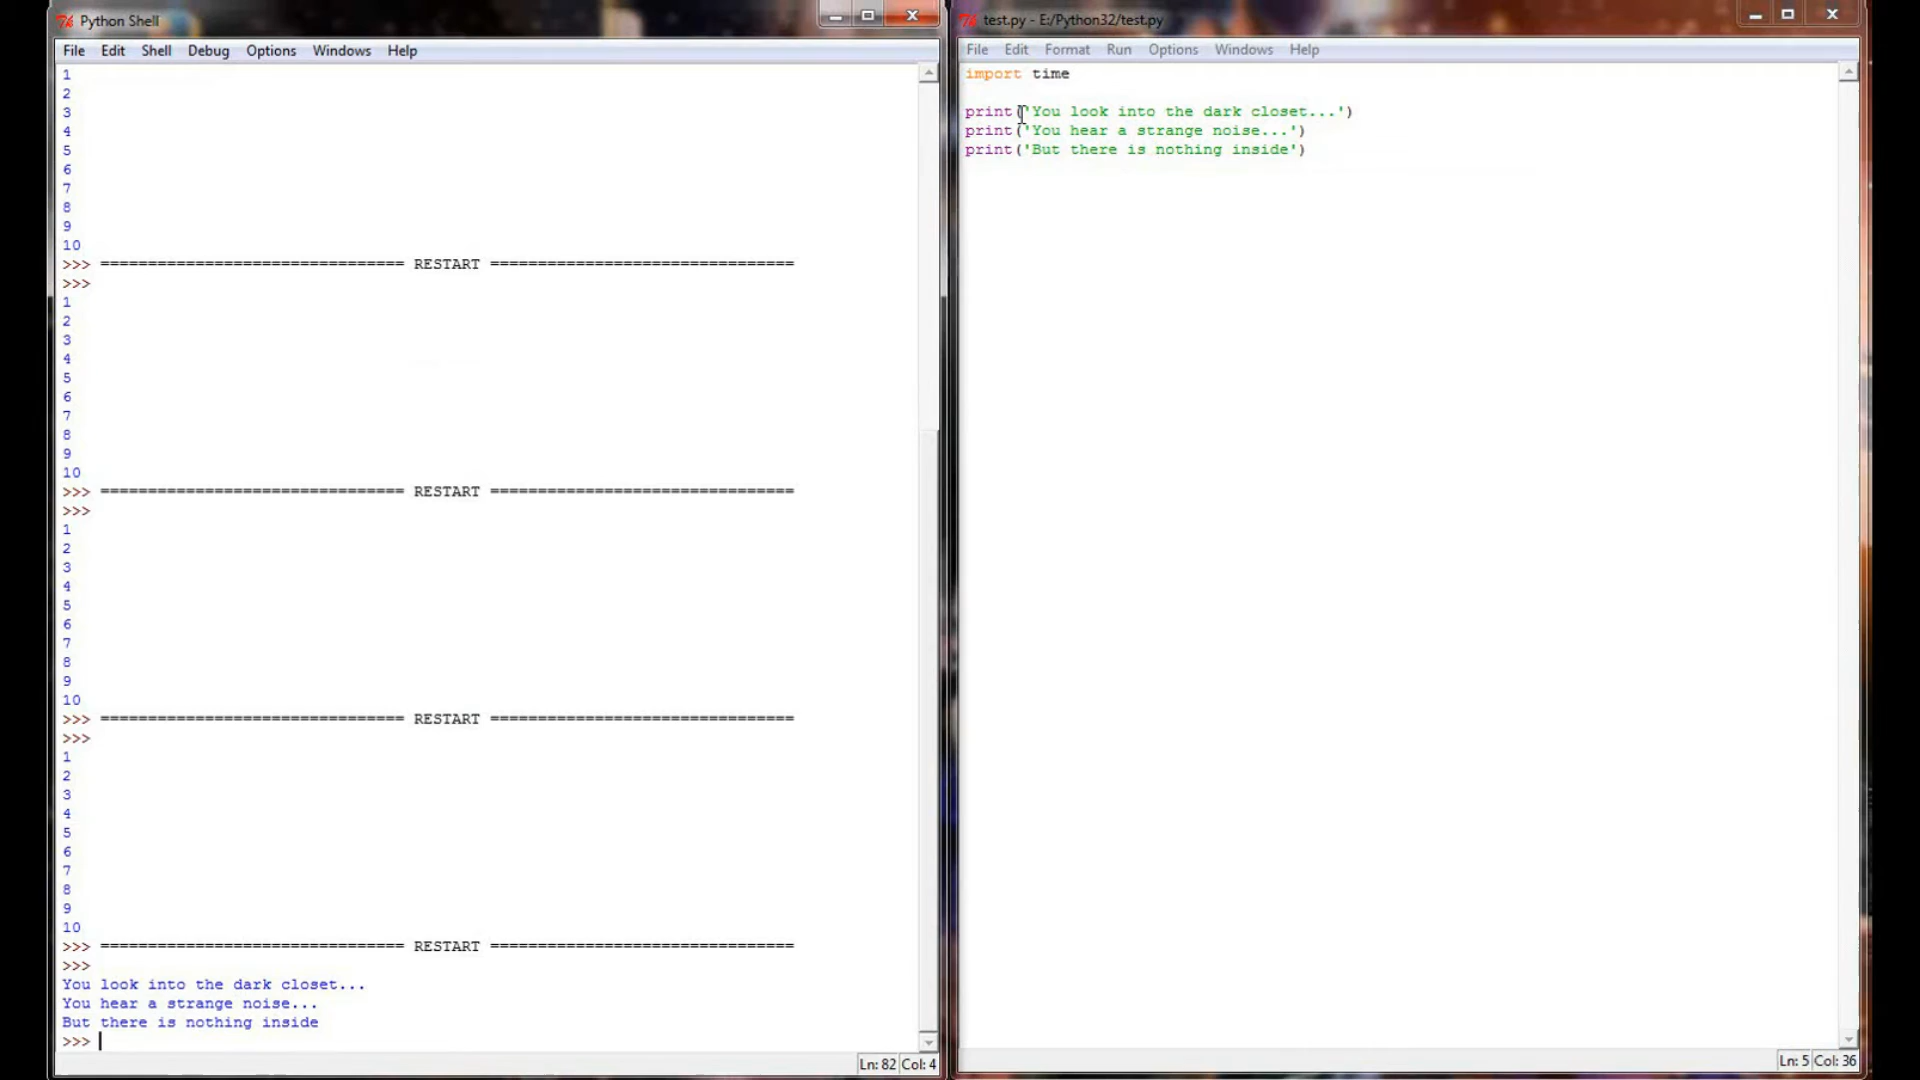 Python Shell
File Edit Shell Debug Options Windows Help
1
2
3
4
5
6
7
8
9
10
>>> ================================ RESTART ================================
>>>
1
2
3
4
5
6
7
8
9
10
>>> ================================ RESTART ================================
>>>
1
2
3
4
5
6
7
8
9
10
>>> ================================ RESTART ================================
>>>
1
2
3
4
5
6
7
8
9
10
>>> ================================ RESTART ================================
>>>
You look into the dark closet...
You hear a strange noise...
But there is nothing inside
>>>
Ln: 82 Col: 4
test.py - E:/Python32/test.py
File Edit Format Run Options Windows Help
import time
print('You look into the dark closet...')
print('You hear a strange noise...')
print('But there is nothing inside')
Ln: 5 Col: 36